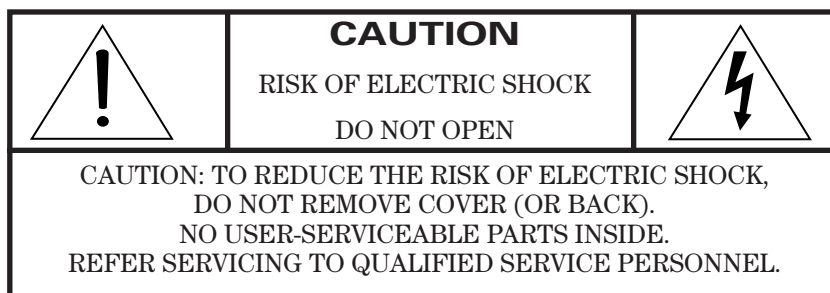 CAUTION
RISK OF ELECTRIC SHOCK
DO NOT OPEN
CAUTION: TO REDUCE THE RISK OF ELECTRIC SHOCK,
DO NOT REMOVE COVER (OR BACK).
NO USER-SERVICEABLE PARTS INSIDE.
REFER SERVICING TO QUALIFIED SERVICE PERSONNEL.